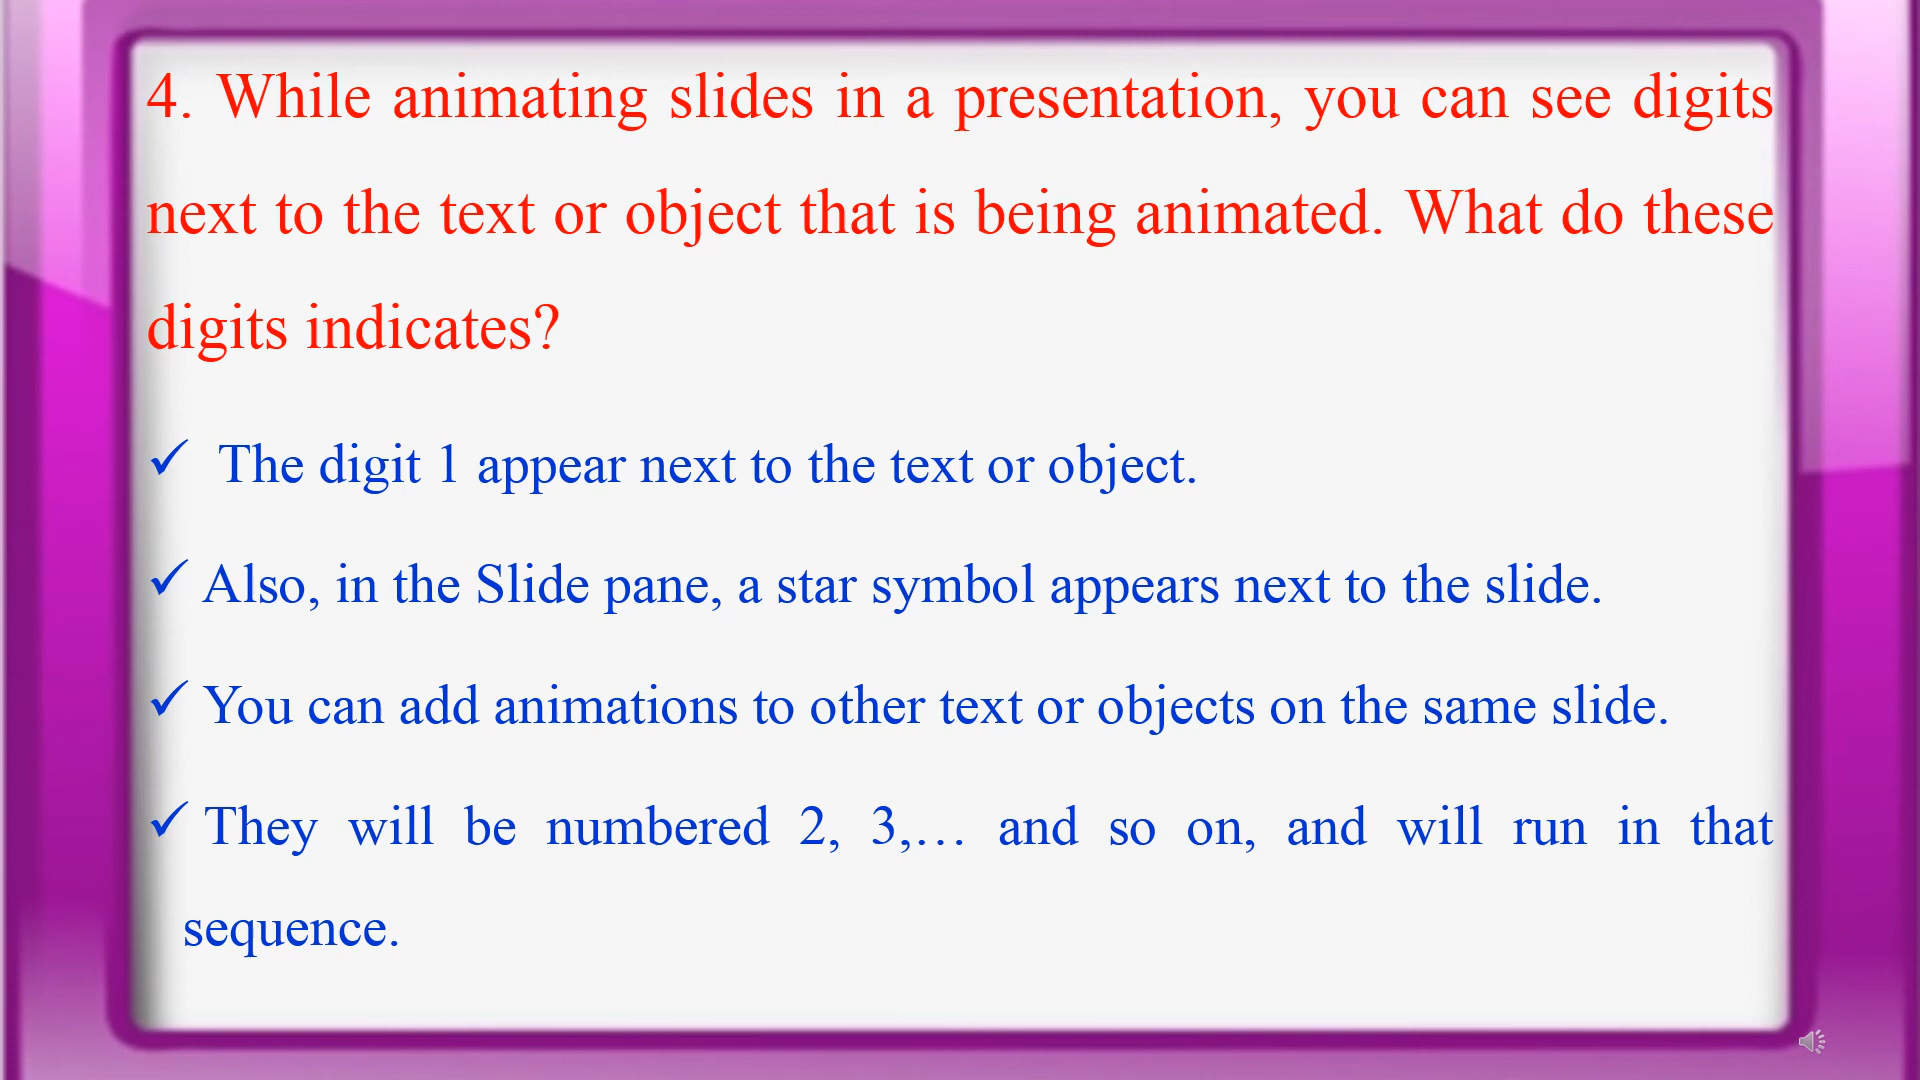 4. While animating slides in a presentation, you can see digits
next to the text or object that is being animated. What do these
digits indicates?
✓ The digit 1 appear next to the text or object.
✓ Also, in the Slide pane, a star symbol appears next to the slide.
✓ You can add animations to other text or objects on the same slide.
✓ They will be numbered 2, 3,… and so on, and will run in that
sequence.